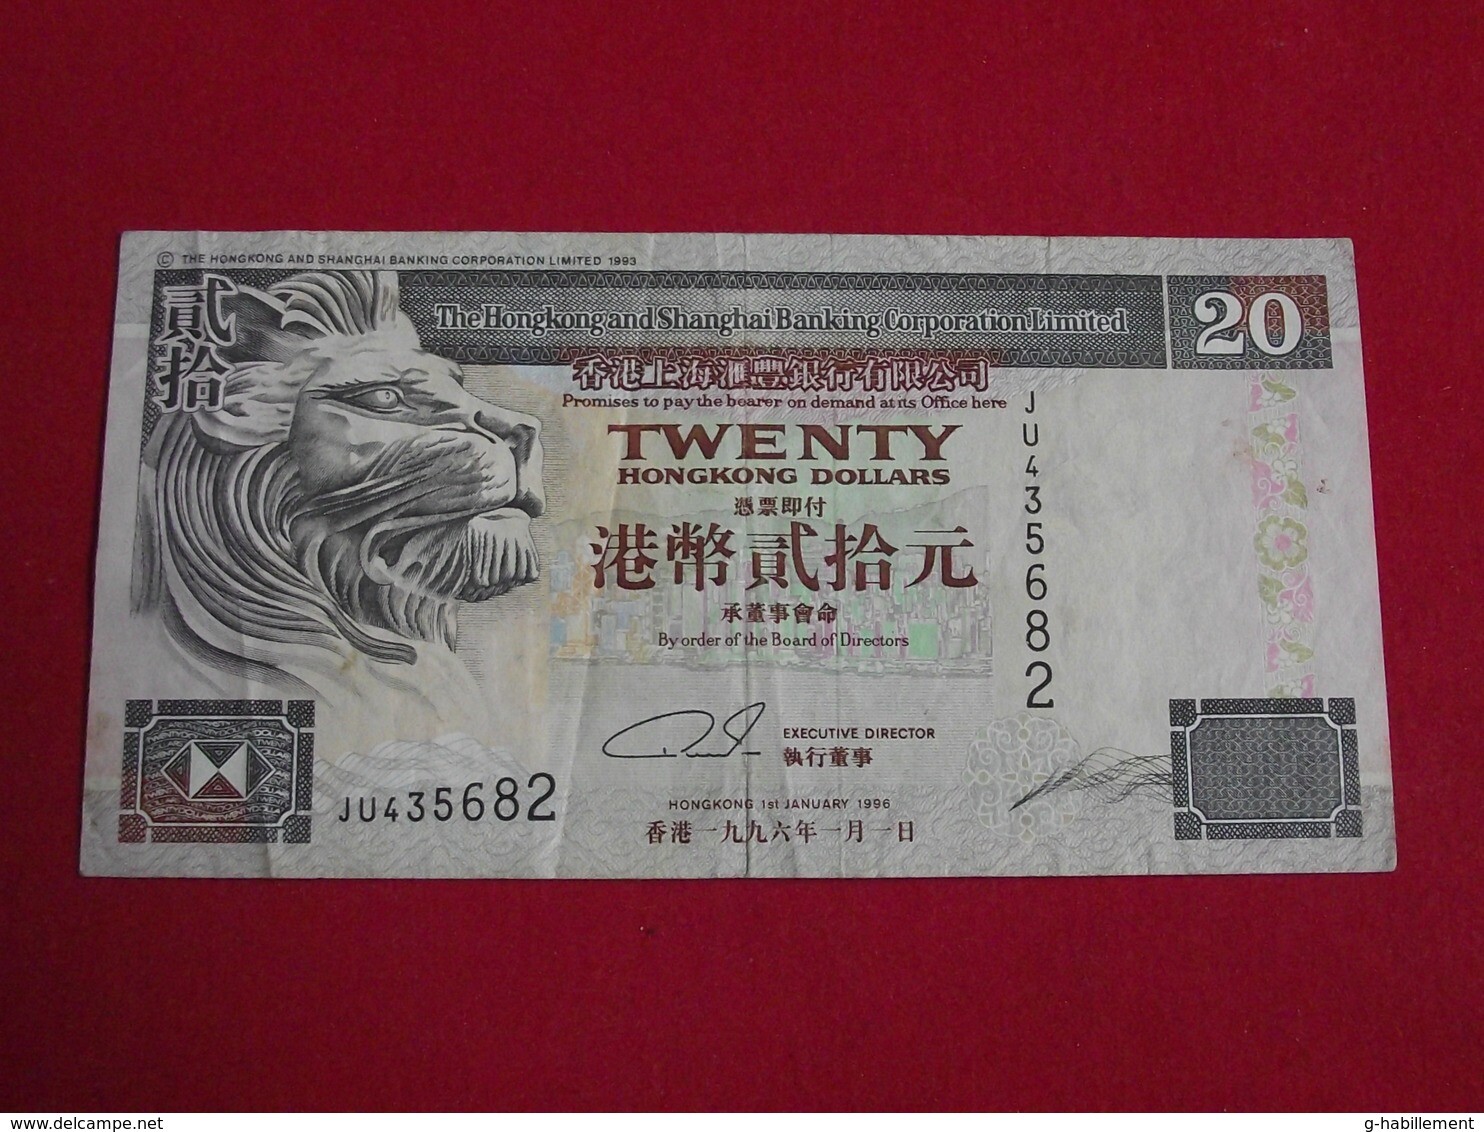 © THE HONGKONG AND SHANGHAI BANKING CORPORATION LIMITED 1993
貳拾
The Hongkong and Shanghai Banking Corporation Limited
20
香港上海滙豐銀行有限公司
Promises to pay the bearer on demand at its Office here
TWENTY
HONGKONG DOLLARS
憑票即付
港幣貳拾元
承董事會命
By order of the Board of Directors
JU435682
EXECUTIVE DIRECTOR
執行董事
JU435682
HONGKONG 1st JANUARY 1996
香港一九九六年一月一日
delcampe.net
g-habillement